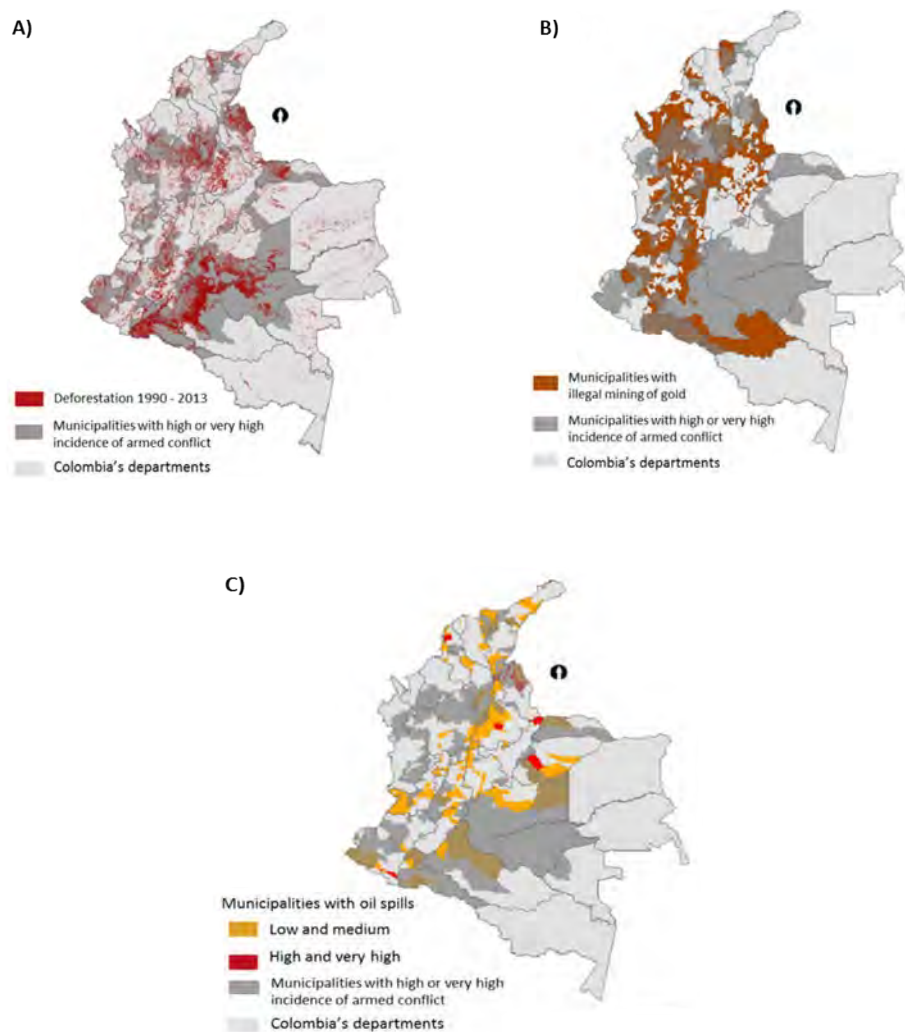 A)
Deforestation 1990 - 2013
Municipalities with high or very high
incidence of armed conflict
Colombia's departments
B)
Municipalities with
illegal mining of gold
Municipalities with high or very high
incidence of armed conflict
Colombia's departments
C)
Municipalities with oil spills
Low and medium
High and very high
Municipalities with high or very high
incidence of armed conflict
Colombia's departments